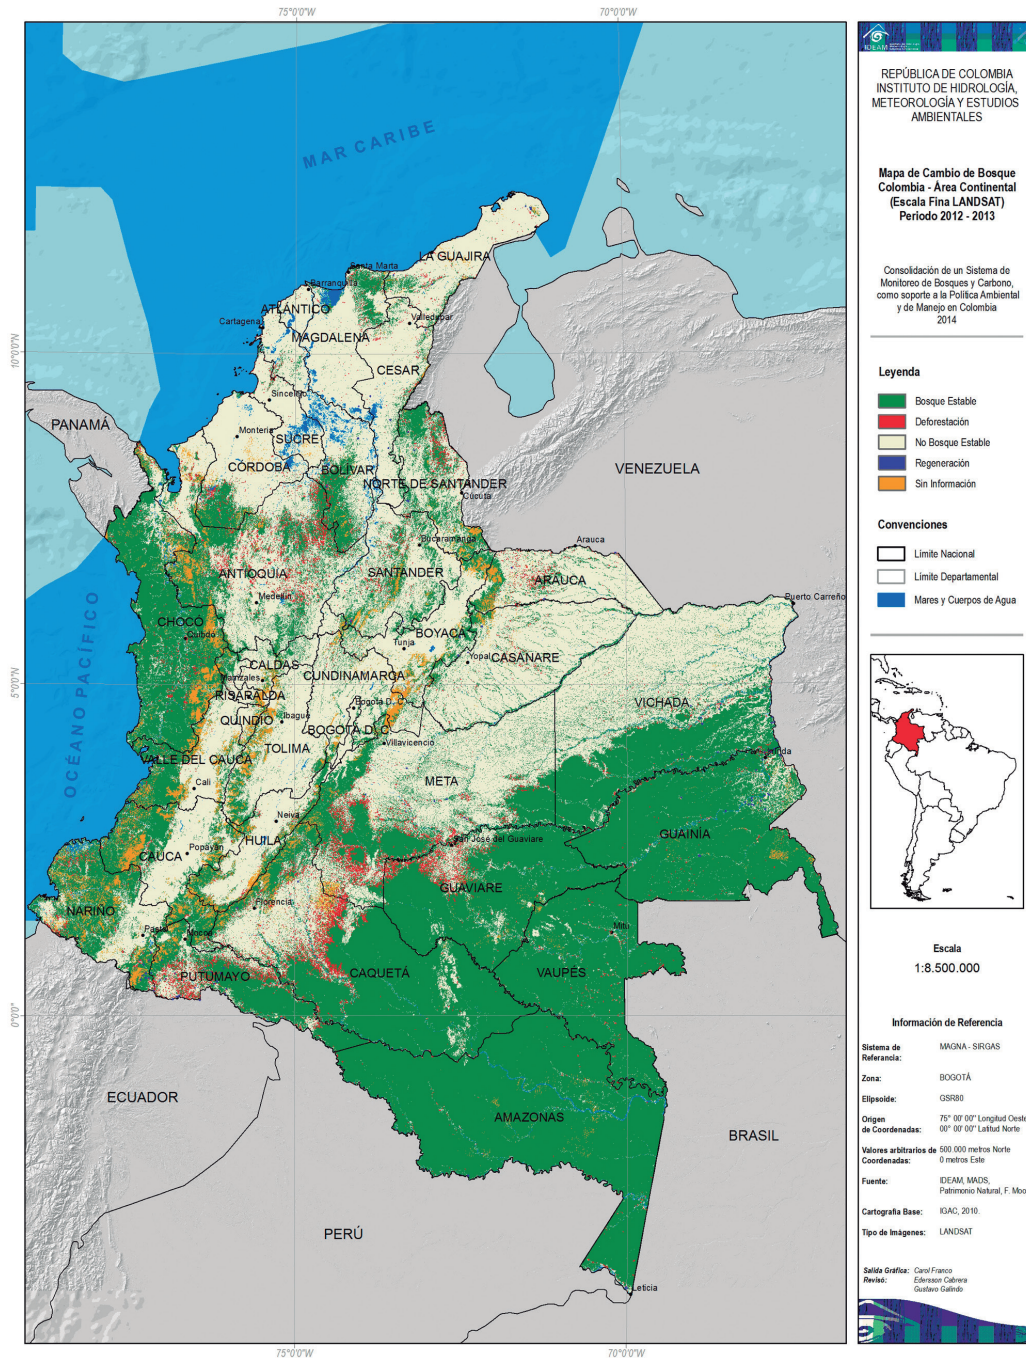 75°0'0"W
70°0'0"W
MAR CARIBE
LA GUAJIRA
Santa Marta
Barranquilla
ATLÁNTICO
Cartagena
Valledupar
MAGDALENA
10°0'0"N
CESAR
Sincelejo
PANAMÁ
Montería
SUCRE
VENEZUELA
CÓRDOBA
BOLÍVAR
NORTE DE SANTANDER
Cúcuta
Bucaramanga
Arauca
ANTIOQUIA
SANTANDER
ARAUCA
Medellín
Puerto Carreño
CHOCÓ
Quibdó
BOYACÁ
Tunja
Yopal
CASANARE
CALDAS
Manizales
CUNDINAMARCA
5°0'0"N
RISARALDA
VICHADA
Bogotá D. C.
QUINDIO
Ibagué
BOGOTÁ D. C.
OCÉANO PACÍFICO
TOLIMA
Villavicencio
VALLE DEL CAUCA
META
Cali
Neiva
GUAINÍA
San José del Guaviare
HUILA
Popayán
CAUCA
GUAVIARE
Florencia
NARIÑO
Pasto
Mocoa
Mitú
PUTUMAYO
CAQUETÁ
VAUPÉS
0°0'0"
ECUADOR
AMAZONAS
BRASIL
PERÚ
Leticia
75°0'0"W
70°0'0"W
IDEAM
REPÚBLICA DE COLOMBIA
INSTITUTO DE HIDROLOGÍA,
METEOROLOGÍA Y ESTUDIOS
AMBIENTALES
Mapa de Cambio de Bosque
Colombia - Área Continental
(Escala Fina LANDSAT)
Periodo 2012 - 2013
Consolidación de un Sistema de
Monitoreo de Bosques y Carbono,
como soporte a la Política Ambiental
y de Manejo en Colombia
2014
Leyenda
Bosque Estable
Deforestación
No Bosque Estable
Regeneración
Sin Información
Convenciones
Límite Nacional
Límite Departamental
Mares y Cuerpos de Agua
Escala
1:8.500.000
Información de Referencia
Sistema de Referancia: MAGNA - SIRGAS
Zona: BOGOTÁ
Elipsoide: GSR80
Origen de Coordenadas: 75° 00' 00" Longitud Oeste
00° 00' 00" Latitud Norte
Valores arbitrarios de Coordenadas: 500.000 metros Norte
0 metros Este
Fuente: IDEAM, MADS,
Patrimonio Natural, F. Moo
Cartografía Base: IGAC, 2010.
Tipo de Imágenes: LANDSAT
Salida Gráfica: Carol Franco
Revisó: Edersson Cabrera
Gustavo Galindo